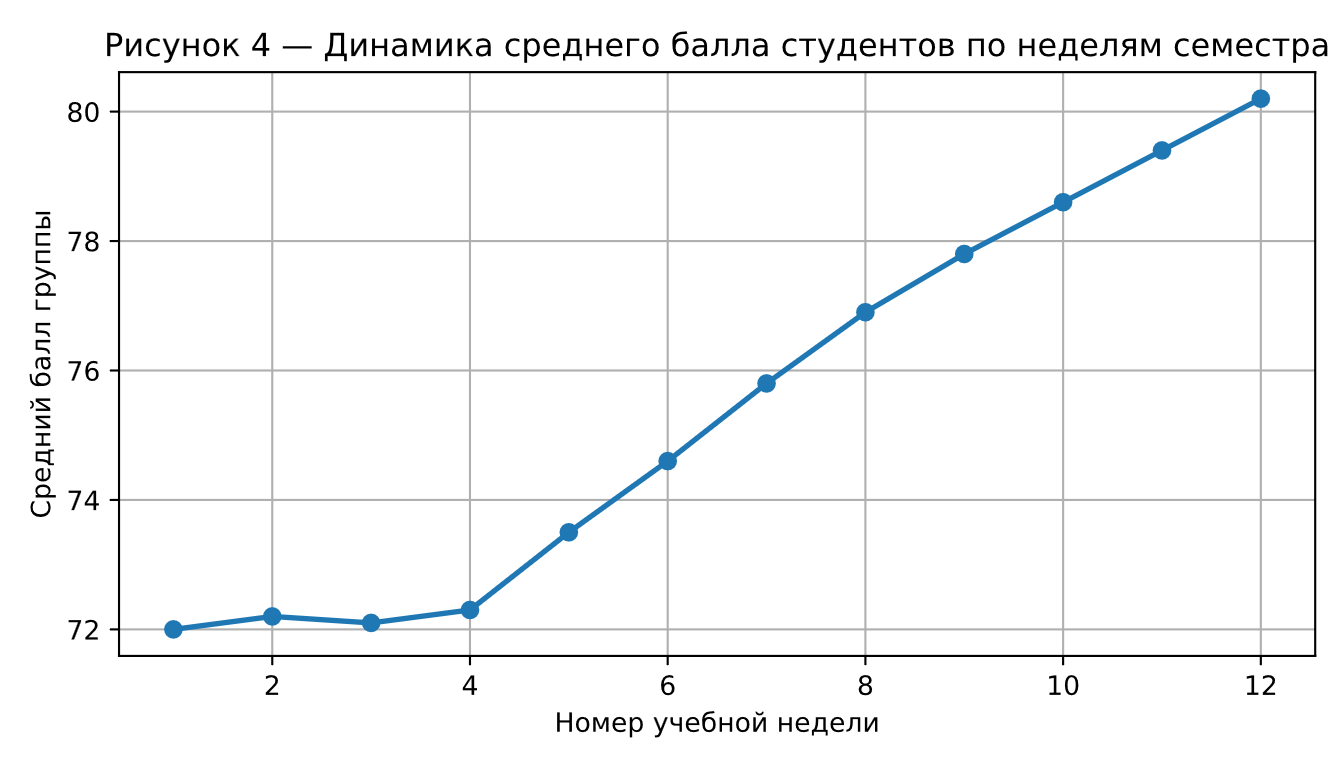 Рисунок 4 — Динамика среднего балла студентов по неделям семестра
Средний балл группы
80
78
76
74
72
2 4 6 8 10 12
Номер учебной недели